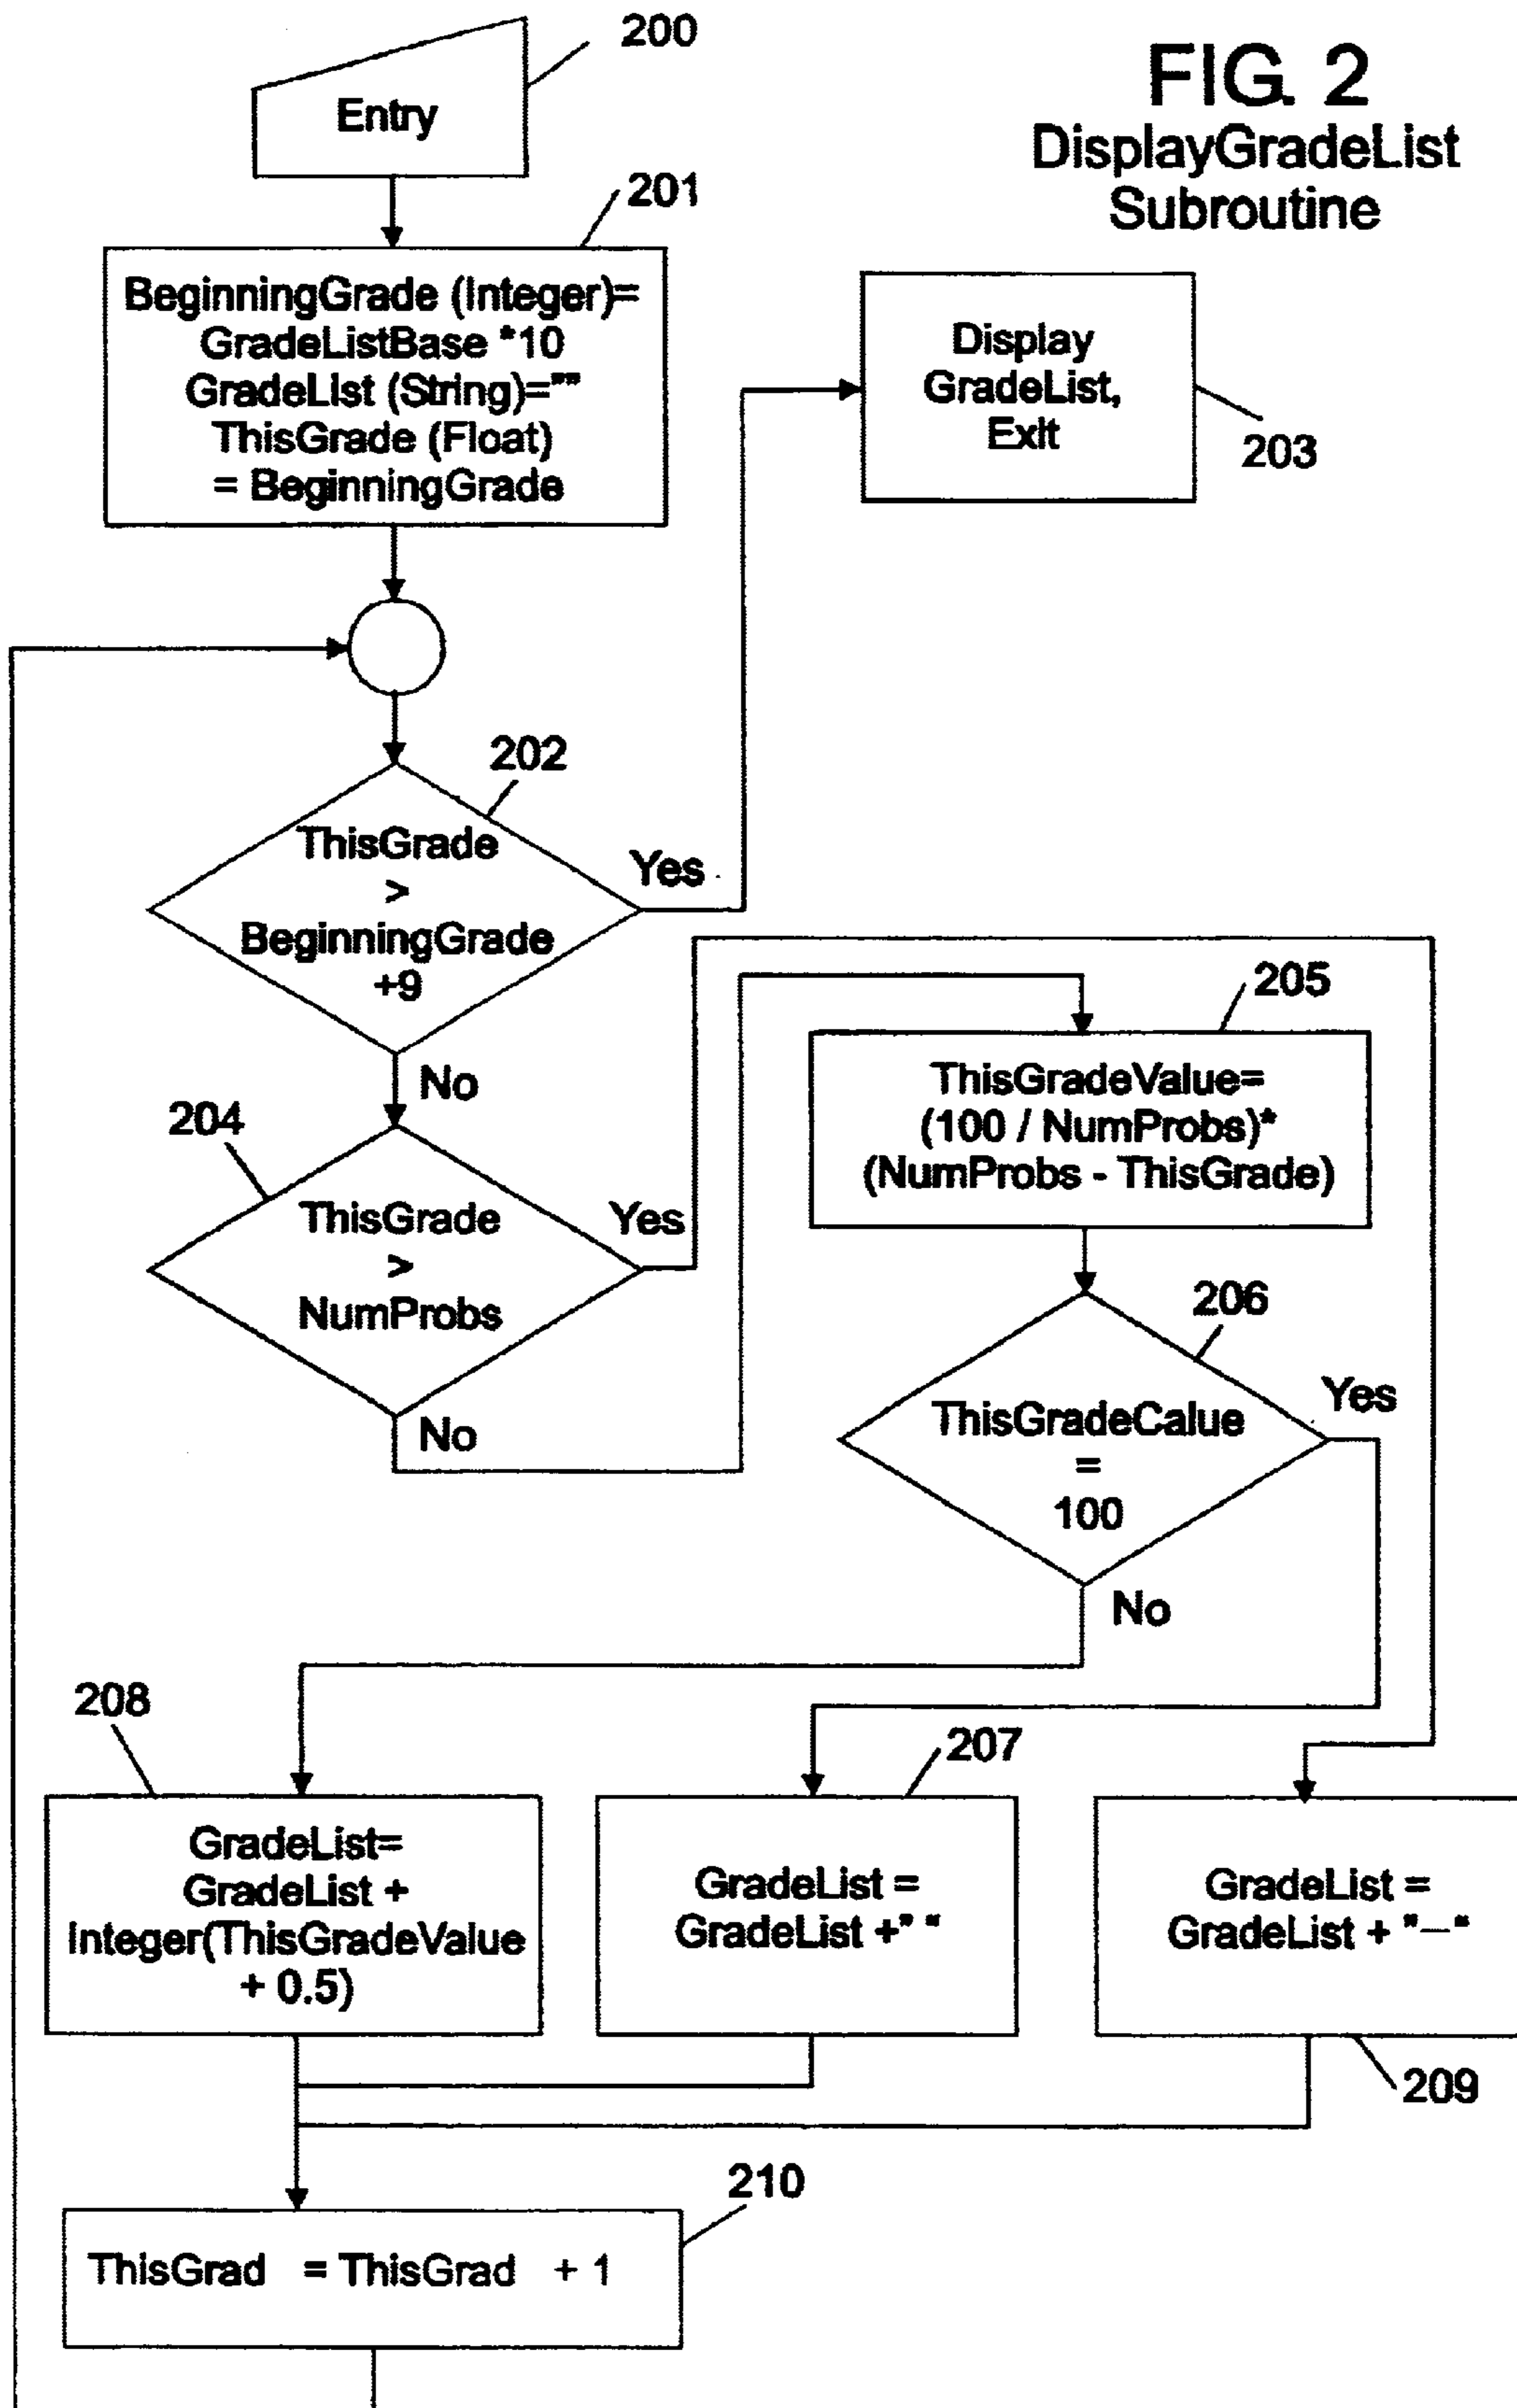 FIG. 2
DisplayGradeList
Subroutine
200
Entry
201
BeginningGrade (Integer)=
GradeListBase *10
GradeList (String)=""
ThisGrade (Float)
= BeginningGrade
Display
GradeList,
Exit
203
202
ThisGrade
>
BeginningGrade
+9
Yes
No
204
ThisGrade
>
NumProbs
Yes
No
205
ThisGradeValue=
(100 / NumProbs)*
(NumProbs - ThisGrade)
206
ThisGradeCalue
=
100
Yes
No
208
GradeList=
GradeList +
Integer(ThisGradeValue
+ 0.5)
207
GradeList =
GradeList +" "
GradeList =
GradeList + "—"
209
210
ThisGrad = ThisGrad + 1